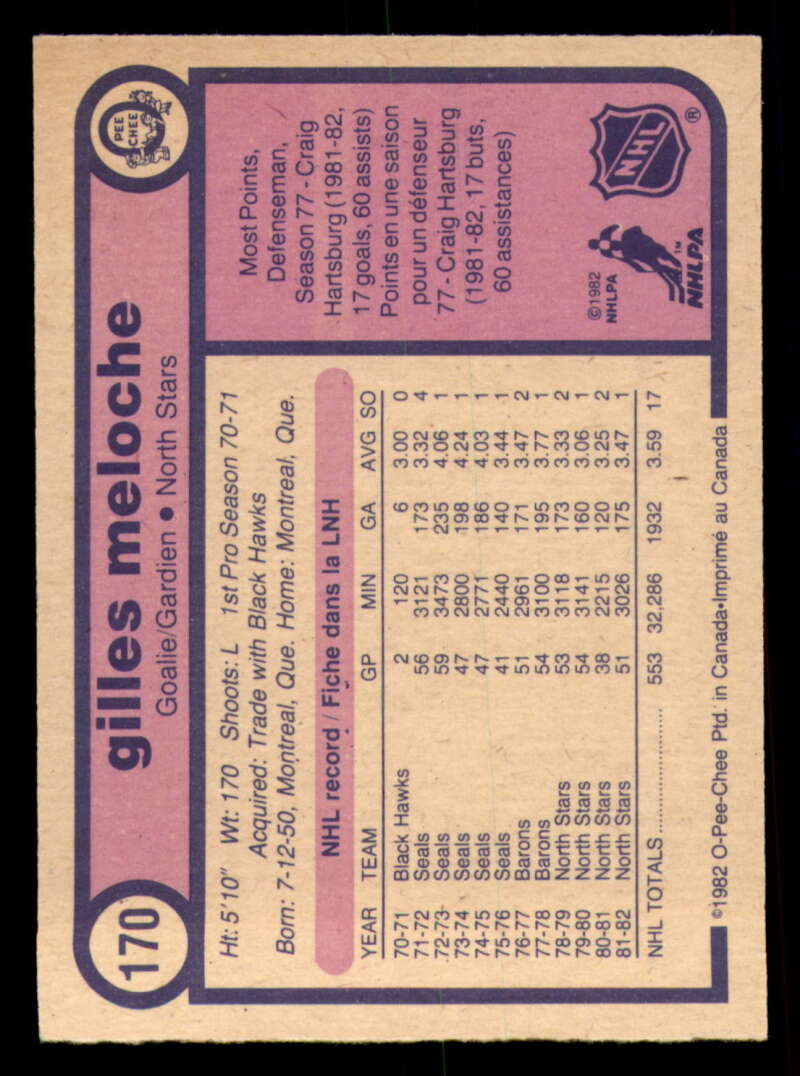 170
gilles meloche
Goalie/Gardien • North Stars
O
PEE
CHEE
Ht: 5'10" Wt: 170 Shoots: L 1st Pro Season 70-71
Acquired: Trade with Black Hawks
Born: 7-12-50, Montreal, Que. Home: Montreal, Que.
NHL record / Fiche dans la LNH
YEAR TEAM GP MIN GA AVG SO
70-71 Black Hawks 2 120 6 3.00 0
71-72 Seals 56 3121 173 3.32 4
72-73 Seals 59 3473 235 4.06 1
73-74 Seals 47 2800 198 4.24 1
74-75 Seals 47 2771 186 4.03 1
75-76 Seals 41 2440 140 3.44 1
76-77 Barons 51 2961 171 3.47 2
77-78 Barons 54 3100 195 3.77 1
78-79 North Stars 53 3118 173 3.33 2
79-80 North Stars 54 3141 160 3.06 1
80-81 North Stars 38 2215 120 3.25 2
81-82 North Stars 51 3026 175 3.47 1
NHL TOTALS .................... 553 32,286 1932 3.59 17
Most Points,
Defenseman,
Season 77 - Craig
Hartsburg (1981-82,
17 goals, 60 assists)
Points en une saison
pour un défenseur
77 - Craig Hartsburg
(1981-82, 17 buts,
60 assistances)
©1982
NHLPA
NHLPA™
NHL®
©1982 O-Pee-Chee Ptd. in Canada•Imprimé au Canada